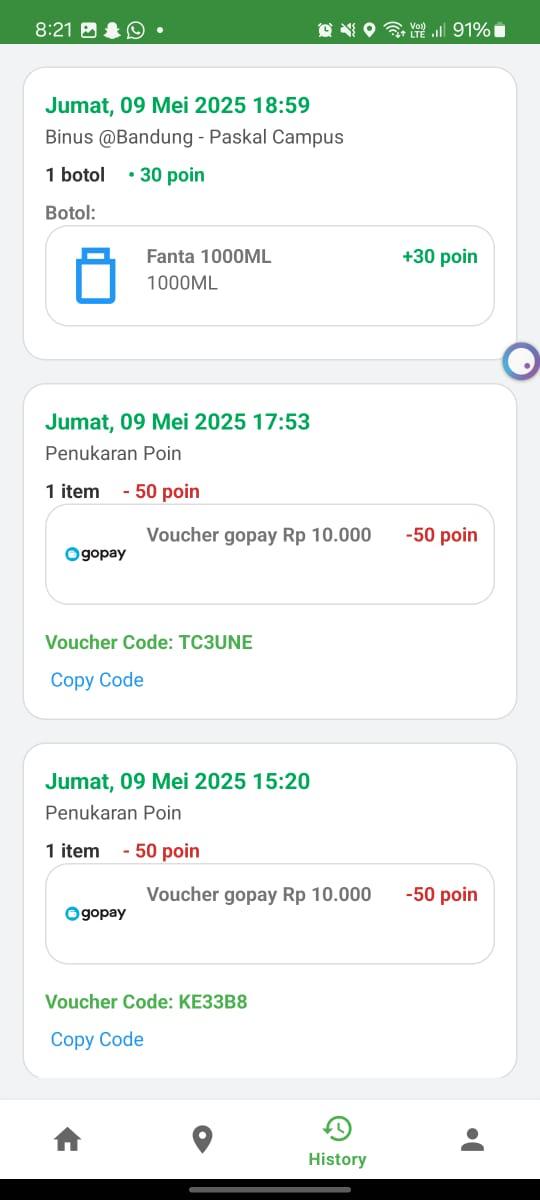 8:21
Vo))
LTE
91%
Jumat, 09 Mei 2025 18:59
Binus @Bandung - Paskal Campus
1 botol • 30 poin
Botol:
Fanta 1000ML +30 poin
1000ML
Jumat, 09 Mei 2025 17:53
Penukaran Poin
1 item - 50 poin
Voucher gopay Rp 10.000 -50 poin
gopay
Voucher Code: TC3UNE
Copy Code
Jumat, 09 Mei 2025 15:20
Penukaran Poin
1 item - 50 poin
Voucher gopay Rp 10.000 -50 poin
gopay
Voucher Code: KE33B8
Copy Code
History